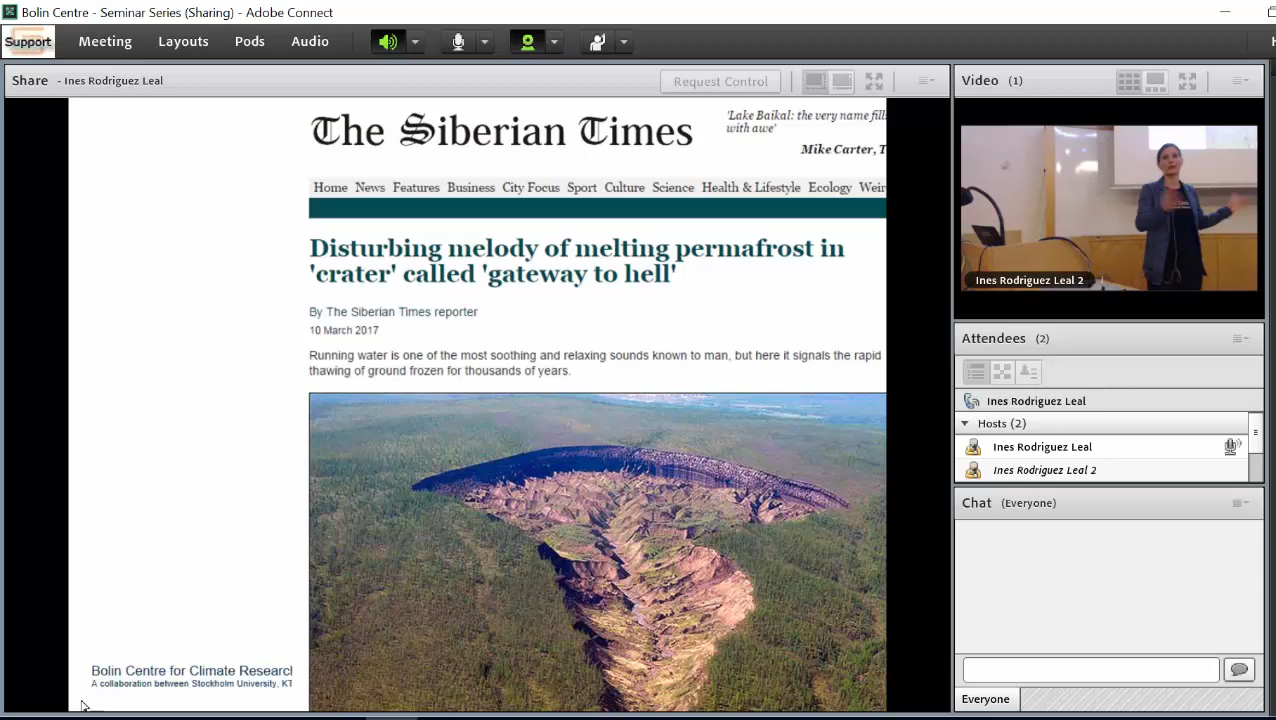 Bolin Centre - Seminar Series (Sharing) - Adobe Connect
Support
Meeting
Layouts
Pods
Audio
Share - Ines Rodriguez Leal
Request Control
The Siberian Times
'Lake Baikal: the very name fill
with awe'
Mike Carter, T
Home News Features Business City Focus Sport Culture Science Health & Lifestyle Ecology Weir
Disturbing melody of melting permafrost in
'crater' called 'gateway to hell'
By The Siberian Times reporter
10 March 2017
Running water is one of the most soothing and relaxing sounds known to man, but here it signals the rapid
thawing of ground frozen for thousands of years.
Bolin Centre for Climate Research
A collaboration between Stockholm University, KT
Video (1)
Ines Rodriguez Leal 2
Attendees (2)
Ines Rodriguez Leal
Hosts (2)
Ines Rodriguez Leal
Ines Rodriguez Leal 2
Chat (Everyone)
Everyone